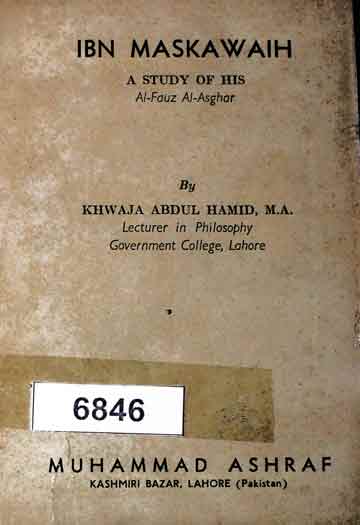 IBN MASKAWAIH
A STUDY OF HIS
Al-Fauz Al-Asghar
By
KHWAJA ABDUL HAMID, M.A.
Lecturer in Philosophy
Government College, Lahore
6846
MUHAMMAD ASHRAF
KASHMIRI BAZAR, LAHORE (Pakistan)